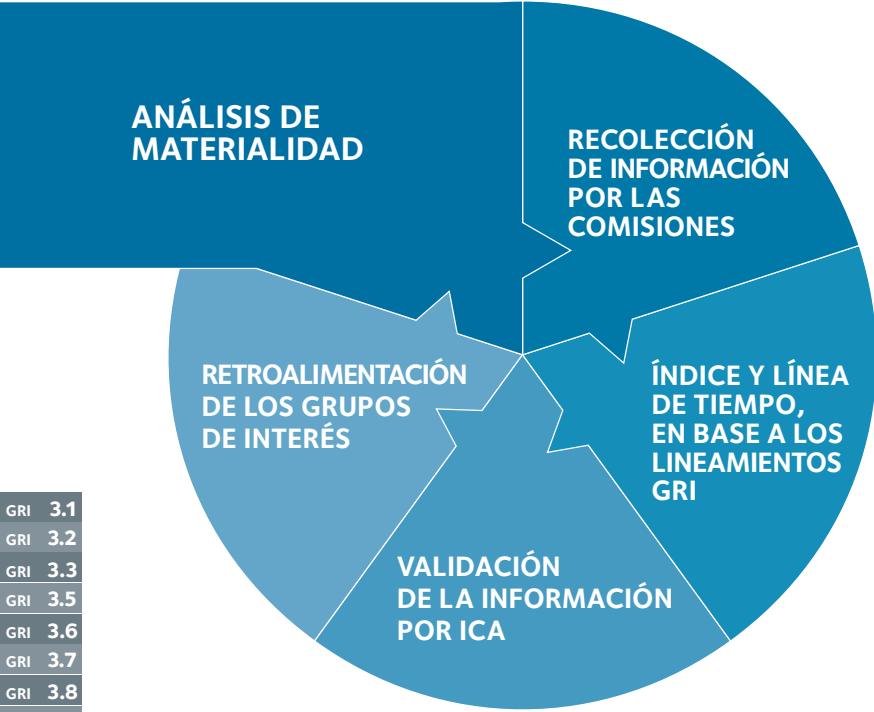 ANÁLISIS DE
MATERIALIDAD
RECOLECCIÓN
DE INFORMACIÓN
POR LAS
COMISIONES
ÍNDICE Y LÍNEA
DE TIEMPO,
EN BASE A LOS
LINEAMIENTOS
GRI
VALIDACIÓN
DE LA INFORMACIÓN
POR ICA
RETROALIMENTACIÓN
DE LOS GRUPOS
DE INTERÉS
GRI 3.1
GRI 3.2
GRI 3.3
GRI 3.5
GRI 3.6
GRI 3.7
GRI 3.8